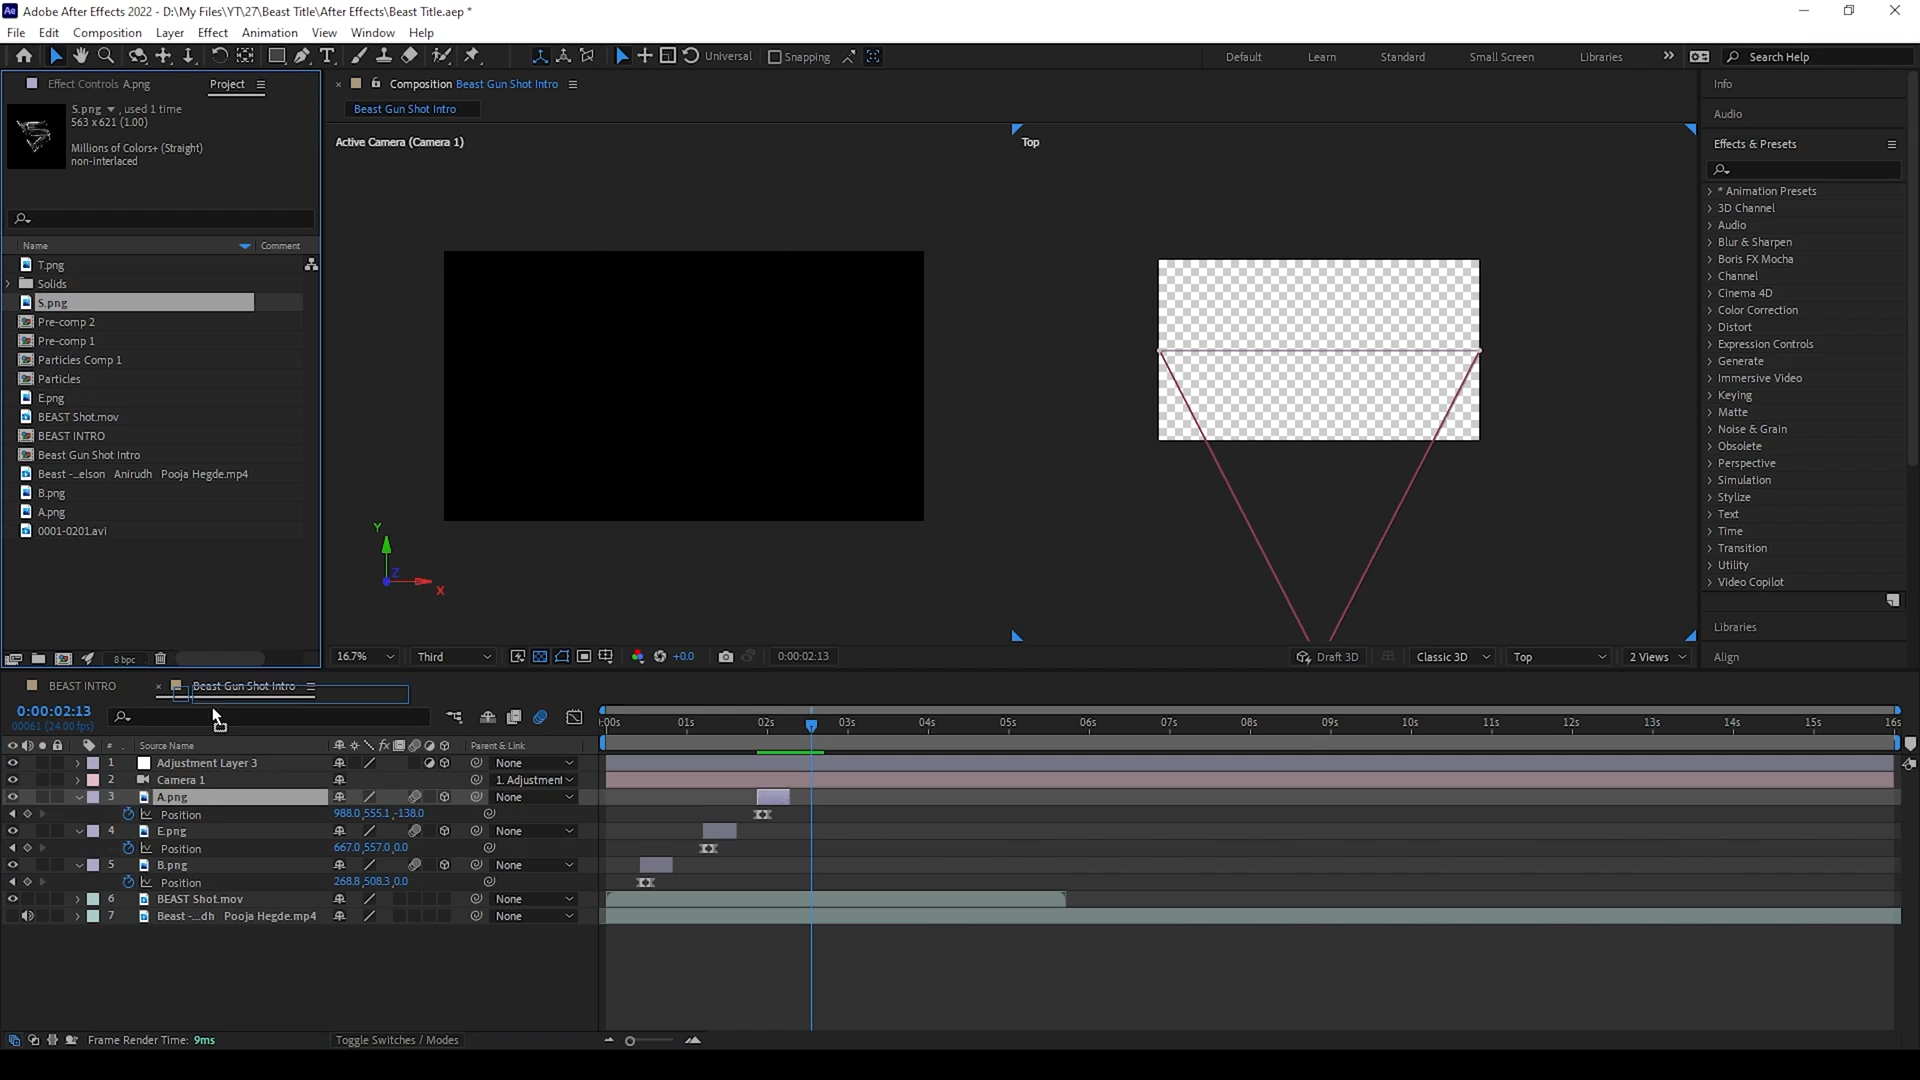 Adobe After Effects 2022 - D:\My Files\YT\27\Beast Title\After Effects\Beast Title.aep *
File Edit Composition Layer Effect Animation View Window Help
Universal Snapping Default Learn Standard Small Screen Libraries Search Help
Effect Controls A.png Project
S.png , used 1 time
563 x 621 (1.00)
Millions of Colors+ (Straight)
non-interlaced
Name Comment
T.png
Solids
S.png
Pre-comp 2
Pre-comp 1
Particles Comp 1
Particles
E.png
BEAST Shot.mov
BEAST INTRO
Beast Gun Shot Intro
Beast -_elson Anirudh Pooja Hegde.mp4
B.png
A.png
0001-0201.avi
8 bpc
Composition Beast Gun Shot Intro
Beast Gun Shot Intro
Active Camera (Camera 1)
Top
Y
Z
X
16.7% Third +0.0 0:00:02:13 Draft 3D Classic 3D Top 2 Views
Info
Audio
Effects & Presets
* Animation Presets
3D Channel
Audio
Blur & Sharpen
Boris FX Mocha
Channel
Cinema 4D
Color Correction
Distort
Expression Controls
Generate
Immersive Video
Keying
Matte
Noise & Grain
Obsolete
Perspective
Simulation
Stylize
Text
Time
Transition
Utility
Video Copilot
Libraries
Align
BEAST INTRO Beast Gun Shot Intro
0:00:02:13
00061 (24.00 fps)
:00s 01s 02s 03s 04s 05s 06s 07s 08s 09s 10s 11s 12s 13s 14s 15s 16s
# Source Name Parent & Link
1 Adjustment Layer 3 None
2 Camera 1 1. Adjustment
3 A.png None
Position 988.0,555.1,-138.0
4 E.png None
Position 667.0,557.0,0.0
5 B.png None
Position 268.8,508.3,0.0
6 BEAST Shot.mov None
7 Beast -...dh Pooja Hegde.mp4 None
Frame Render Time: 9ms Toggle Switches / Modes